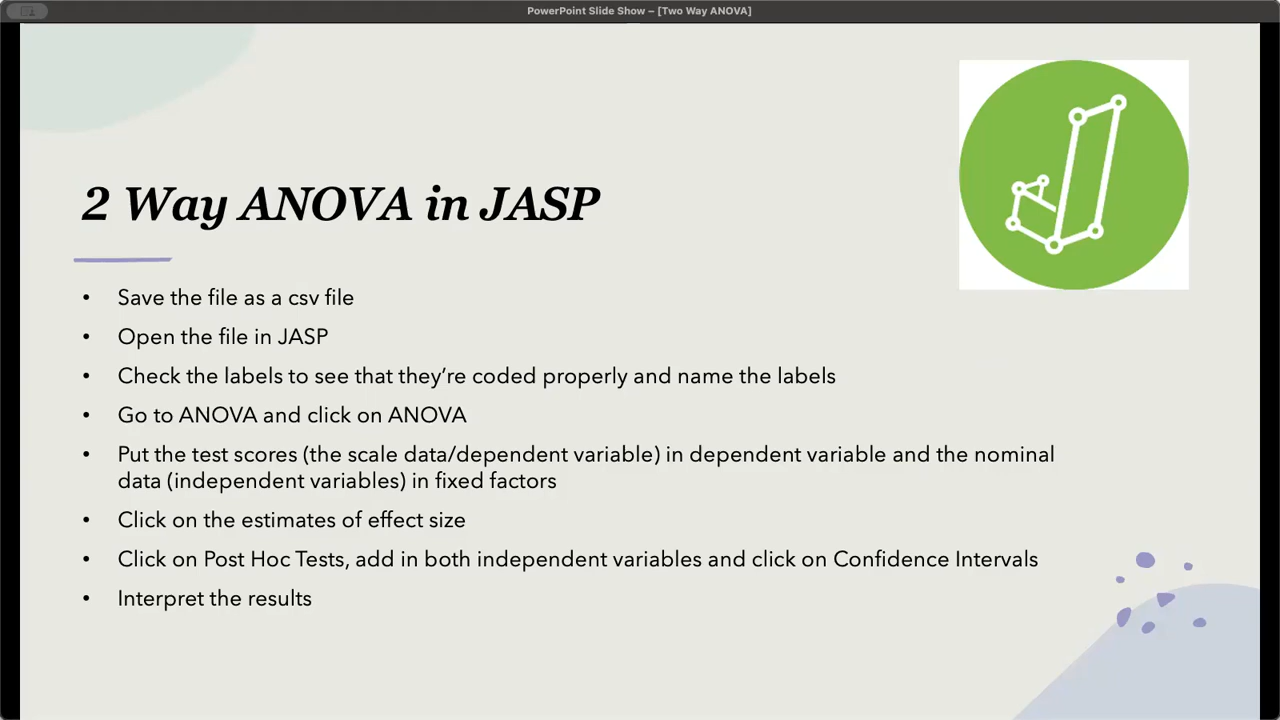 PowerPoint Slide Show – [Two Way ANOVA]
2 Way ANOVA in JASP
• Save the file as a csv file
• Open the file in JASP
• Check the labels to see that they’re coded properly and name the labels
• Go to ANOVA and click on ANOVA
• Put the test scores (the scale data/dependent variable) in dependent variable and the nominal
data (independent variables) in fixed factors
• Click on the estimates of effect size
• Click on Post Hoc Tests, add in both independent variables and click on Confidence Intervals
• Interpret the results